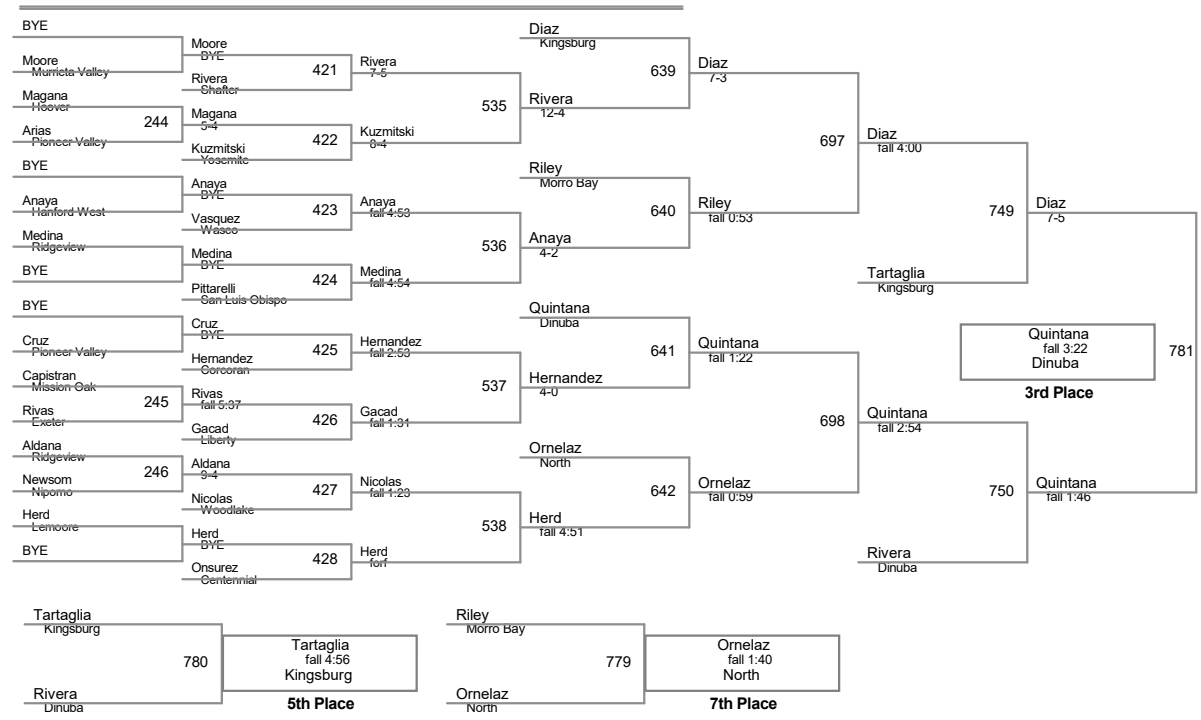 BYE
Moore
Murrieta Valley
Magana
Hoover
244
Arias
Pioneer Valley
BYE
Anaya
Hanford West
Medina
Ridgeview
BYE
BYE
Cruz
Pioneer Valley
Capistran
Mission Oak
245
Rivas
Exeter
Aldana
Ridgeview
246
Newsom
Nipomo
Herd
Lemoore
BYE
Moore
BYE
421
Rivera
Shafter
Magana
5-4
422
Kuzmitski
Yosemite
Anaya
BYE
423
Vasquez
Wasco
Medina
BYE
424
Pittarelli
San Luis Obispo
Cruz
BYE
425
Hernandez
Corcoran
Rivas
fall 5:37
426
Gacad
Liberty
Aldana
9-4
427
Nicolas
Woodlake
Herd
BYE
428
Onsurez
Centennial
Rivera
7-5
535
Kuzmitski
8-4
Anaya
fall 4:53
536
Medina
fall 4:54
Hernandez
fall 2:53
537
Gacad
fall 1:31
Nicolas
fall 1:23
538
Herd
forf
Diaz
Kingsburg
639
Rivera
12-4
Riley
Morro Bay
640
Anaya
4-2
Quintana
Dinuba
641
Hernandez
4-0
Ornelaz
North
642
Herd
fall 4:51
Diaz
7-3
697
Riley
fall 0:53
Quintana
fall 1:22
698
Ornelaz
fall 0:59
Diaz
fall 4:00
749
Tartaglia
Kingsburg
Quintana
fall 2:54
750
Rivera
Dinuba
Diaz
7-5
781
Quintana
fall 1:46
Quintana
fall 3:22
Dinuba
3rd Place
Tartaglia
Kingsburg
780
Rivera
Dinuba
Tartaglia
fall 4:56
Kingsburg
5th Place
Riley
Morro Bay
779
Ornelaz
North
Ornelaz
fall 1:40
North
7th Place